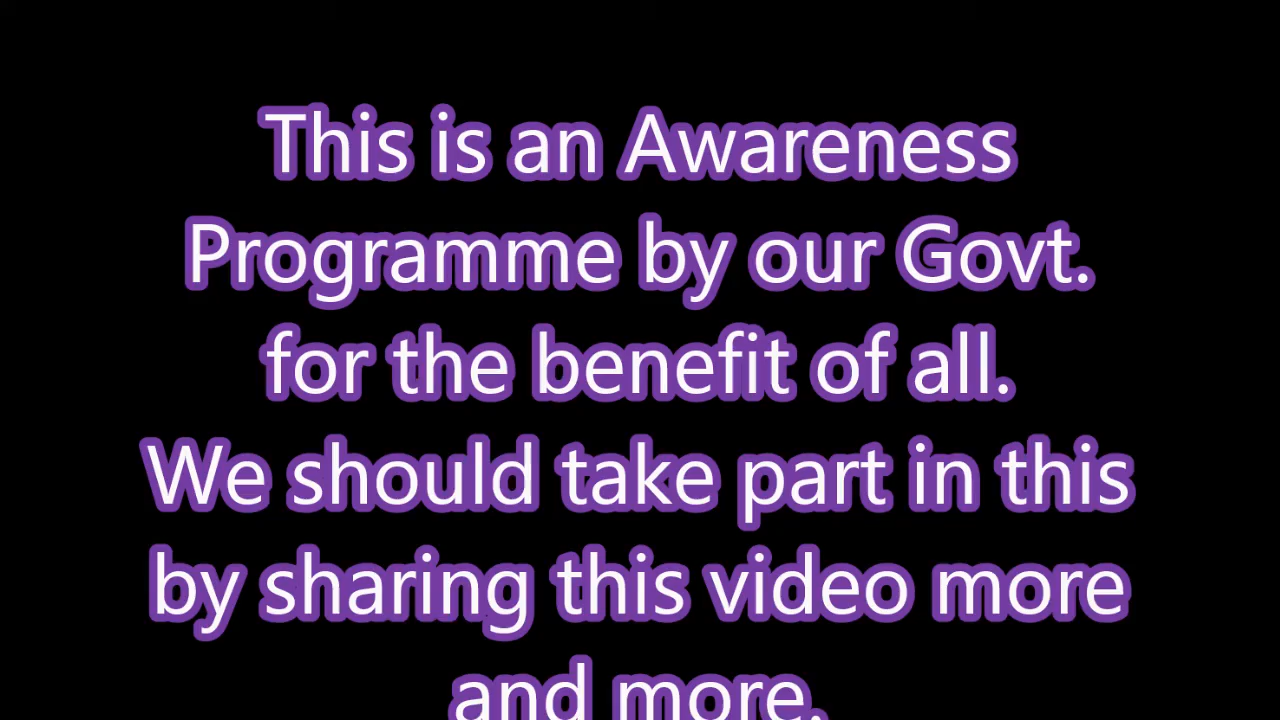 This is an Awareness
Programme by our Govt.
for the benefit of all.
We should take part in this
by sharing this video more
and more.